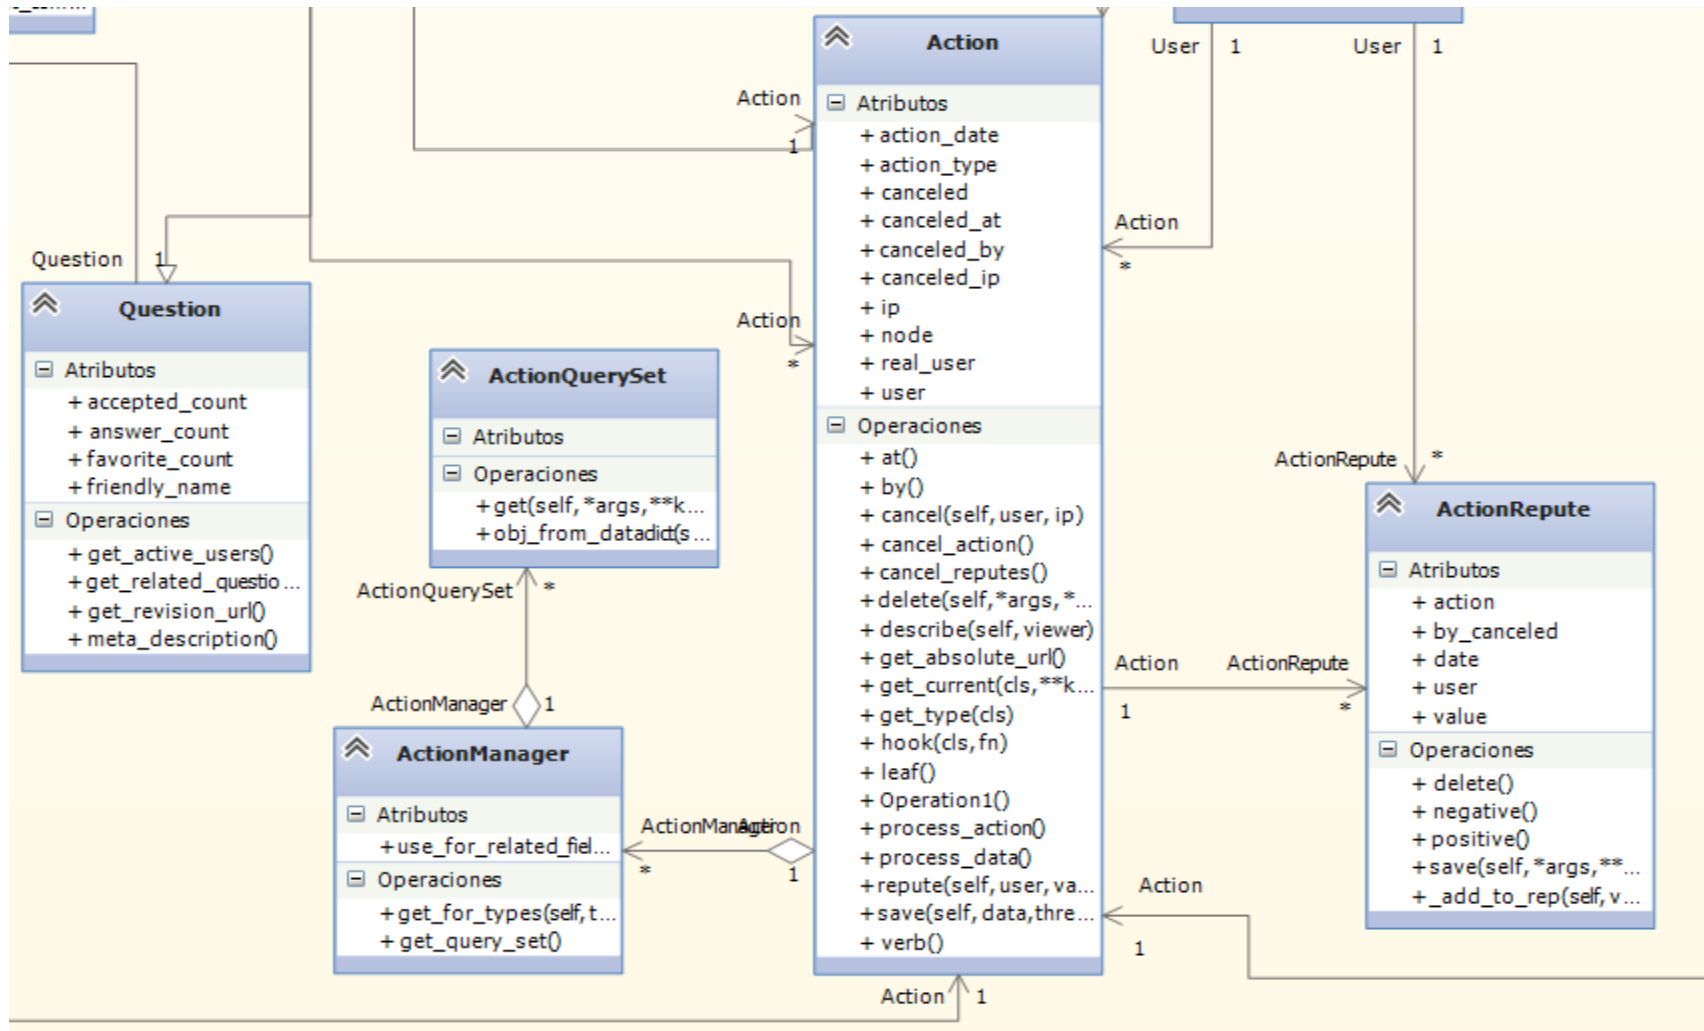 Action
User 1
User 1
Action
1
Atributos
+ action_date
+ action_type
+ canceled
+ canceled_at
+ canceled_by
+ canceled_ip
+ ip
+ node
+ real_user
+ user
Operaciones
+ at()
+ by()
+ cancel(self, user, ip)
+ cancel_action()
+ cancel_reputes()
+ delete(self,*args, *...
+ describe(self, viewer)
+ get_absolute_url()
+ get_current(cls,**k...
+ get_type(cls)
+ hook(cls, fn)
+ leaf()
+ Operation1()
+ process_action()
+ process_data()
+ repute(self, user, va...
+ save(self, data,thre...
+ verb()
Action
*
Question 1
Question
Atributos
+ accepted_count
+ answer_count
+ favorite_count
+ friendly_name
Operaciones
+ get_active_users()
+ get_related_questio...
+ get_revision_url()
+ meta_description()
Action
*
ActionQuerySet
Atributos
Operaciones
+ get(self, *args,**k...
+ obj_from_datadict(s...
ActionQuerySet *
ActionManager 1
ActionManager
Atributos
+ use_for_related_fiel...
Operaciones
+ get_for_types(self, t...
+ get_query_set()
ActionManager Action
* 1
ActionRepute *
ActionRepute
Atributos
+ action
+ by_canceled
+ date
+ user
+ value
Operaciones
+ delete()
+ negative()
+ positive()
+ save(self, *args, **...
+ _add_to_rep(self, v...
Action ActionRepute
1 *
Action
1
Action 1